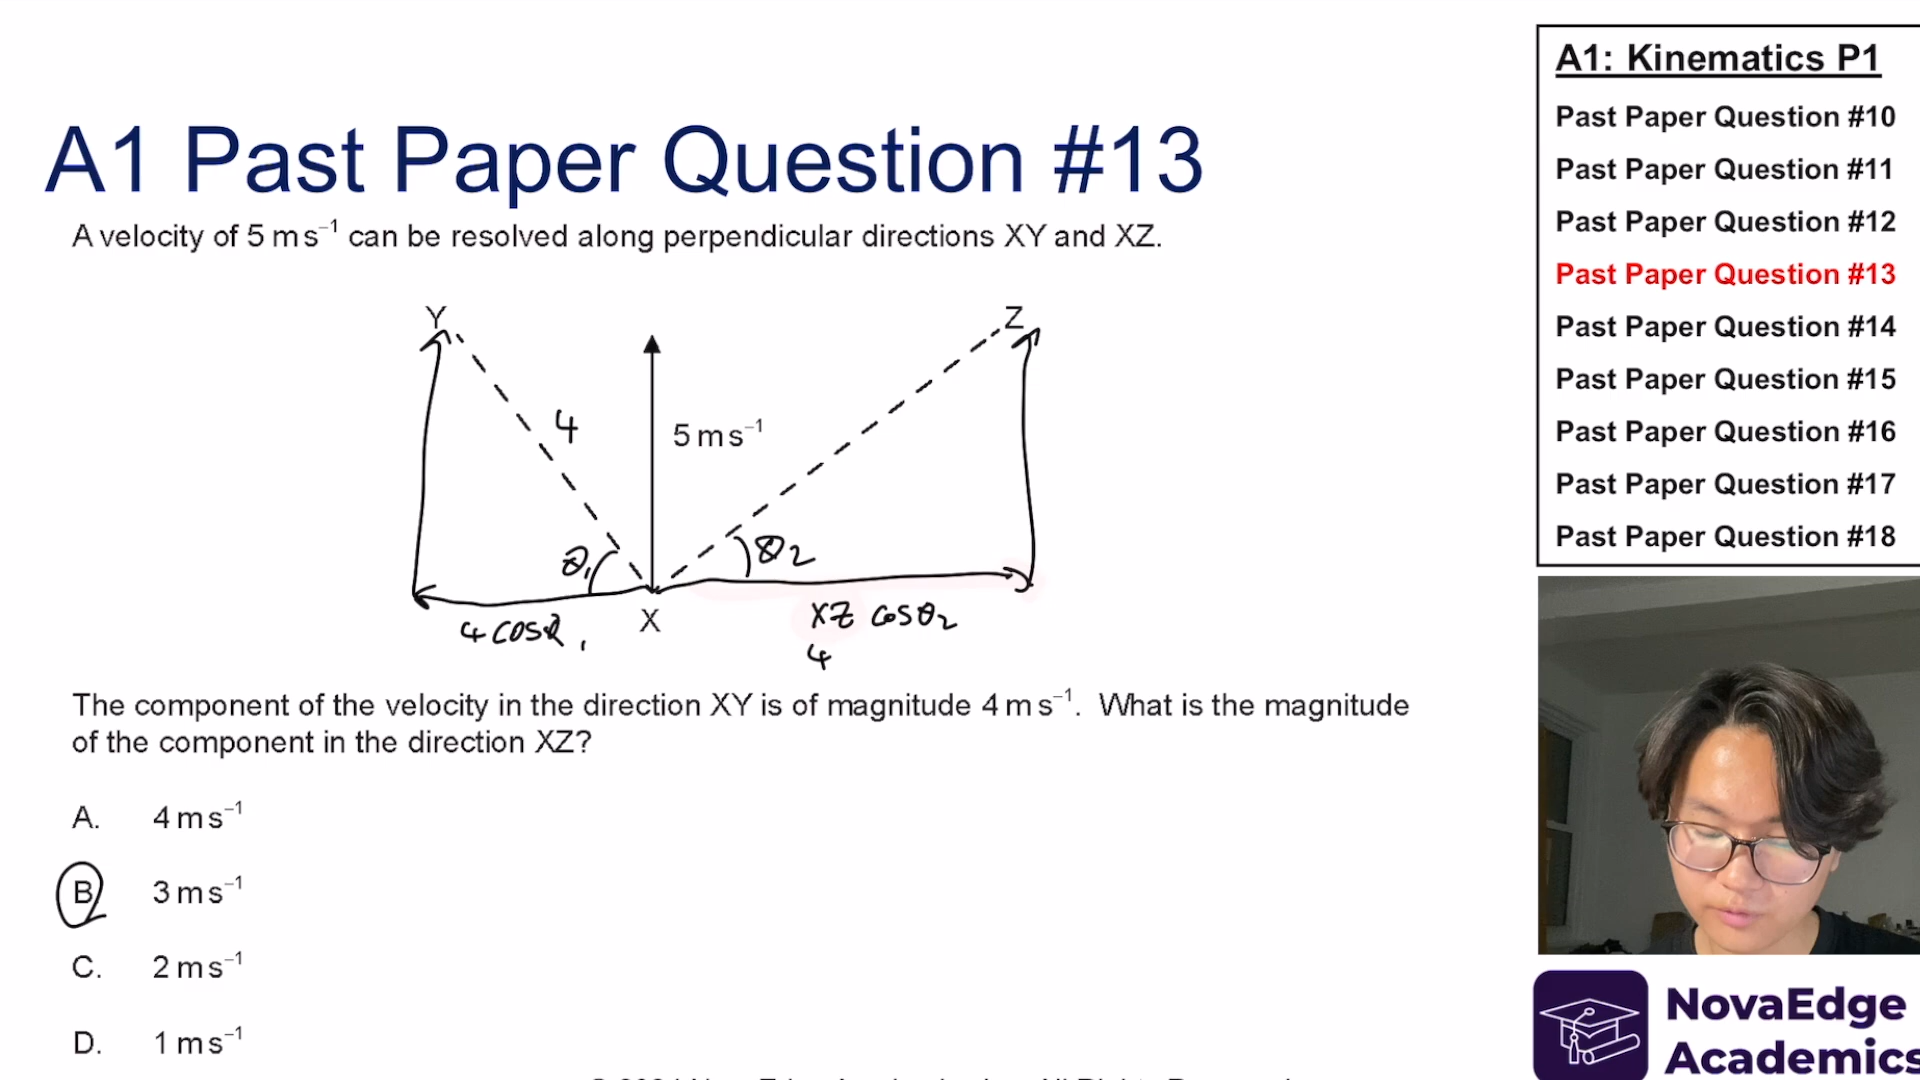 A1 Past Paper Question #13
A velocity of 5 m s⁻¹ can be resolved along perpendicular directions XY and XZ.
Y
Z
4
5 m s⁻¹
θ₁
θ₂
X
4 cosθ₁
XZ cosθ₂
4
The component of the velocity in the direction XY is of magnitude 4 m s⁻¹. What is the magnitude
of the component in the direction XZ?
A. 4 m s⁻¹
B. 3 m s⁻¹
C. 2 m s⁻¹
D. 1 m s⁻¹
A1: Kinematics P1
Past Paper Question #10
Past Paper Question #11
Past Paper Question #12
Past Paper Question #13
Past Paper Question #14
Past Paper Question #15
Past Paper Question #16
Past Paper Question #17
Past Paper Question #18
NovaEdge
Academics